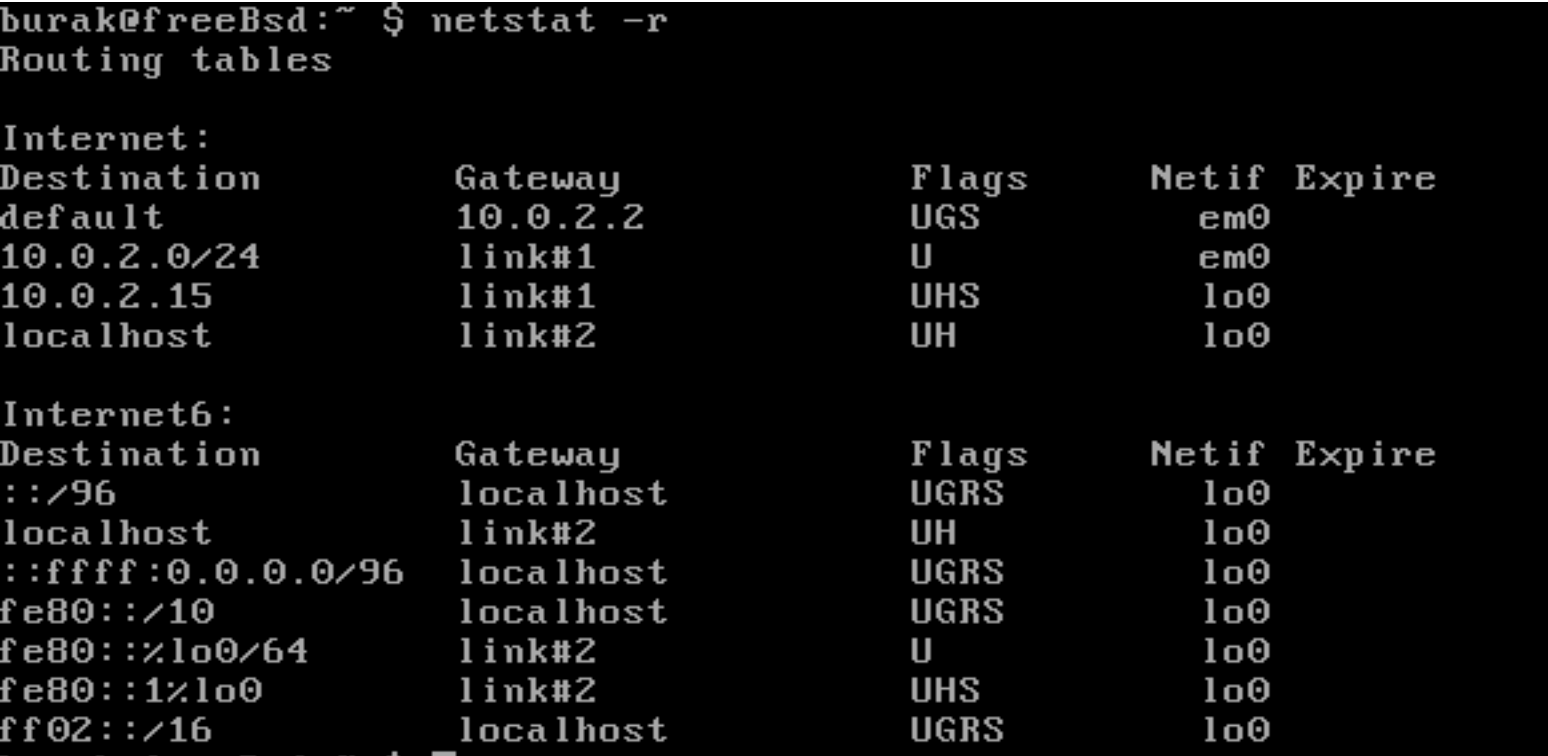 burak@freeBsd:~ $ netstat -r
Routing tables
Internet:
Destination Gateway Flags Netif Expire
default 10.0.2.2 UGS em0
10.0.2.0/24 link#1 U em0
10.0.2.15 link#1 UHS lo0
localhost link#2 UH lo0
Internet6:
Destination Gateway Flags Netif Expire
::/96 localhost UGRS lo0
localhost link#2 UH lo0
::ffff:0.0.0.0/96 localhost UGRS lo0
fe80::/10 localhost UGRS lo0
fe80::%lo0/64 link#2 U lo0
fe80::1%lo0 link#2 UHS lo0
ff02::/16 localhost UGRS lo0